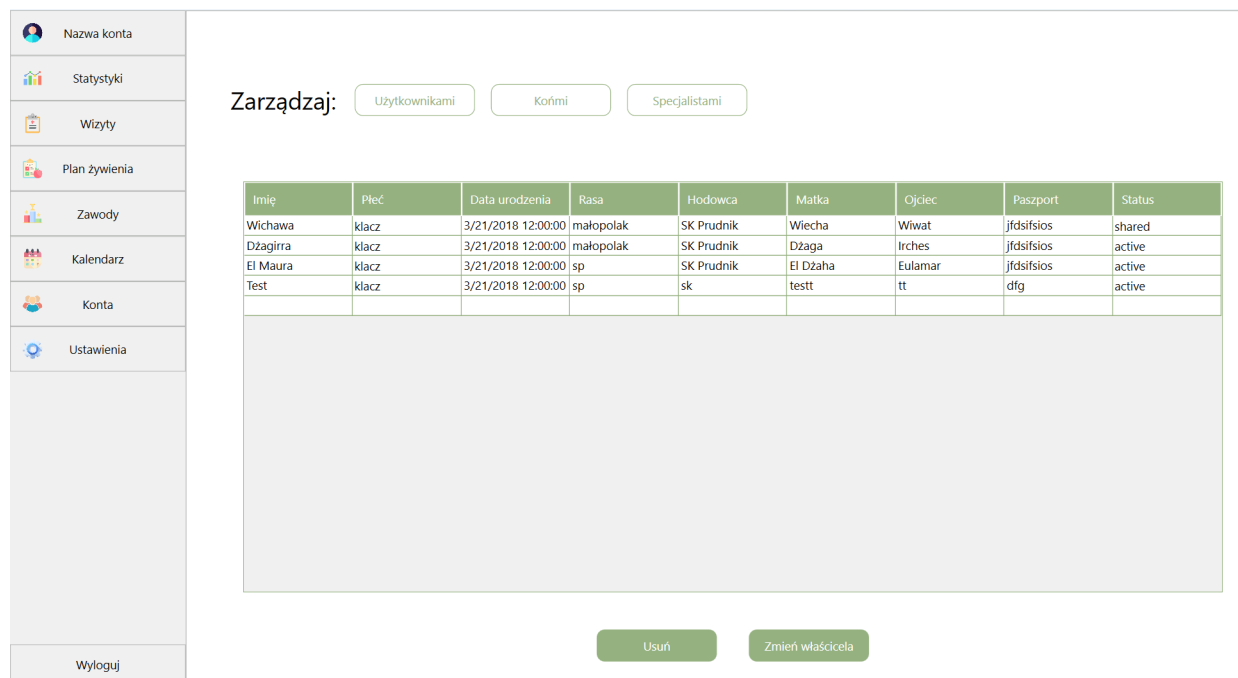 Nazwa konta
Statystyki
Wizyty
Plan żywienia
Zawody
Kalendarz
Konta
Ustawienia
Wyloguj
Zarządzaj: Użytkownikami Końmi Specjalistami
Imię Płeć Data urodzenia Rasa Hodowca Matka Ojciec Paszport Status
Wichawa klacz 3/21/2018 12:00:00 małopolak SK Prudnik Wiecha Wiwat jfdsifsios shared
Dżagirra klacz 3/21/2018 12:00:00 małopolak SK Prudnik Dżaga Irches jfdsifsios active
El Maura klacz 3/21/2018 12:00:00 sp SK Prudnik El Dżaha Eulamar jfdsifsios active
Test klacz 3/21/2018 12:00:00 sp sk testt tt dfg active
Usuń Zmień właścicela